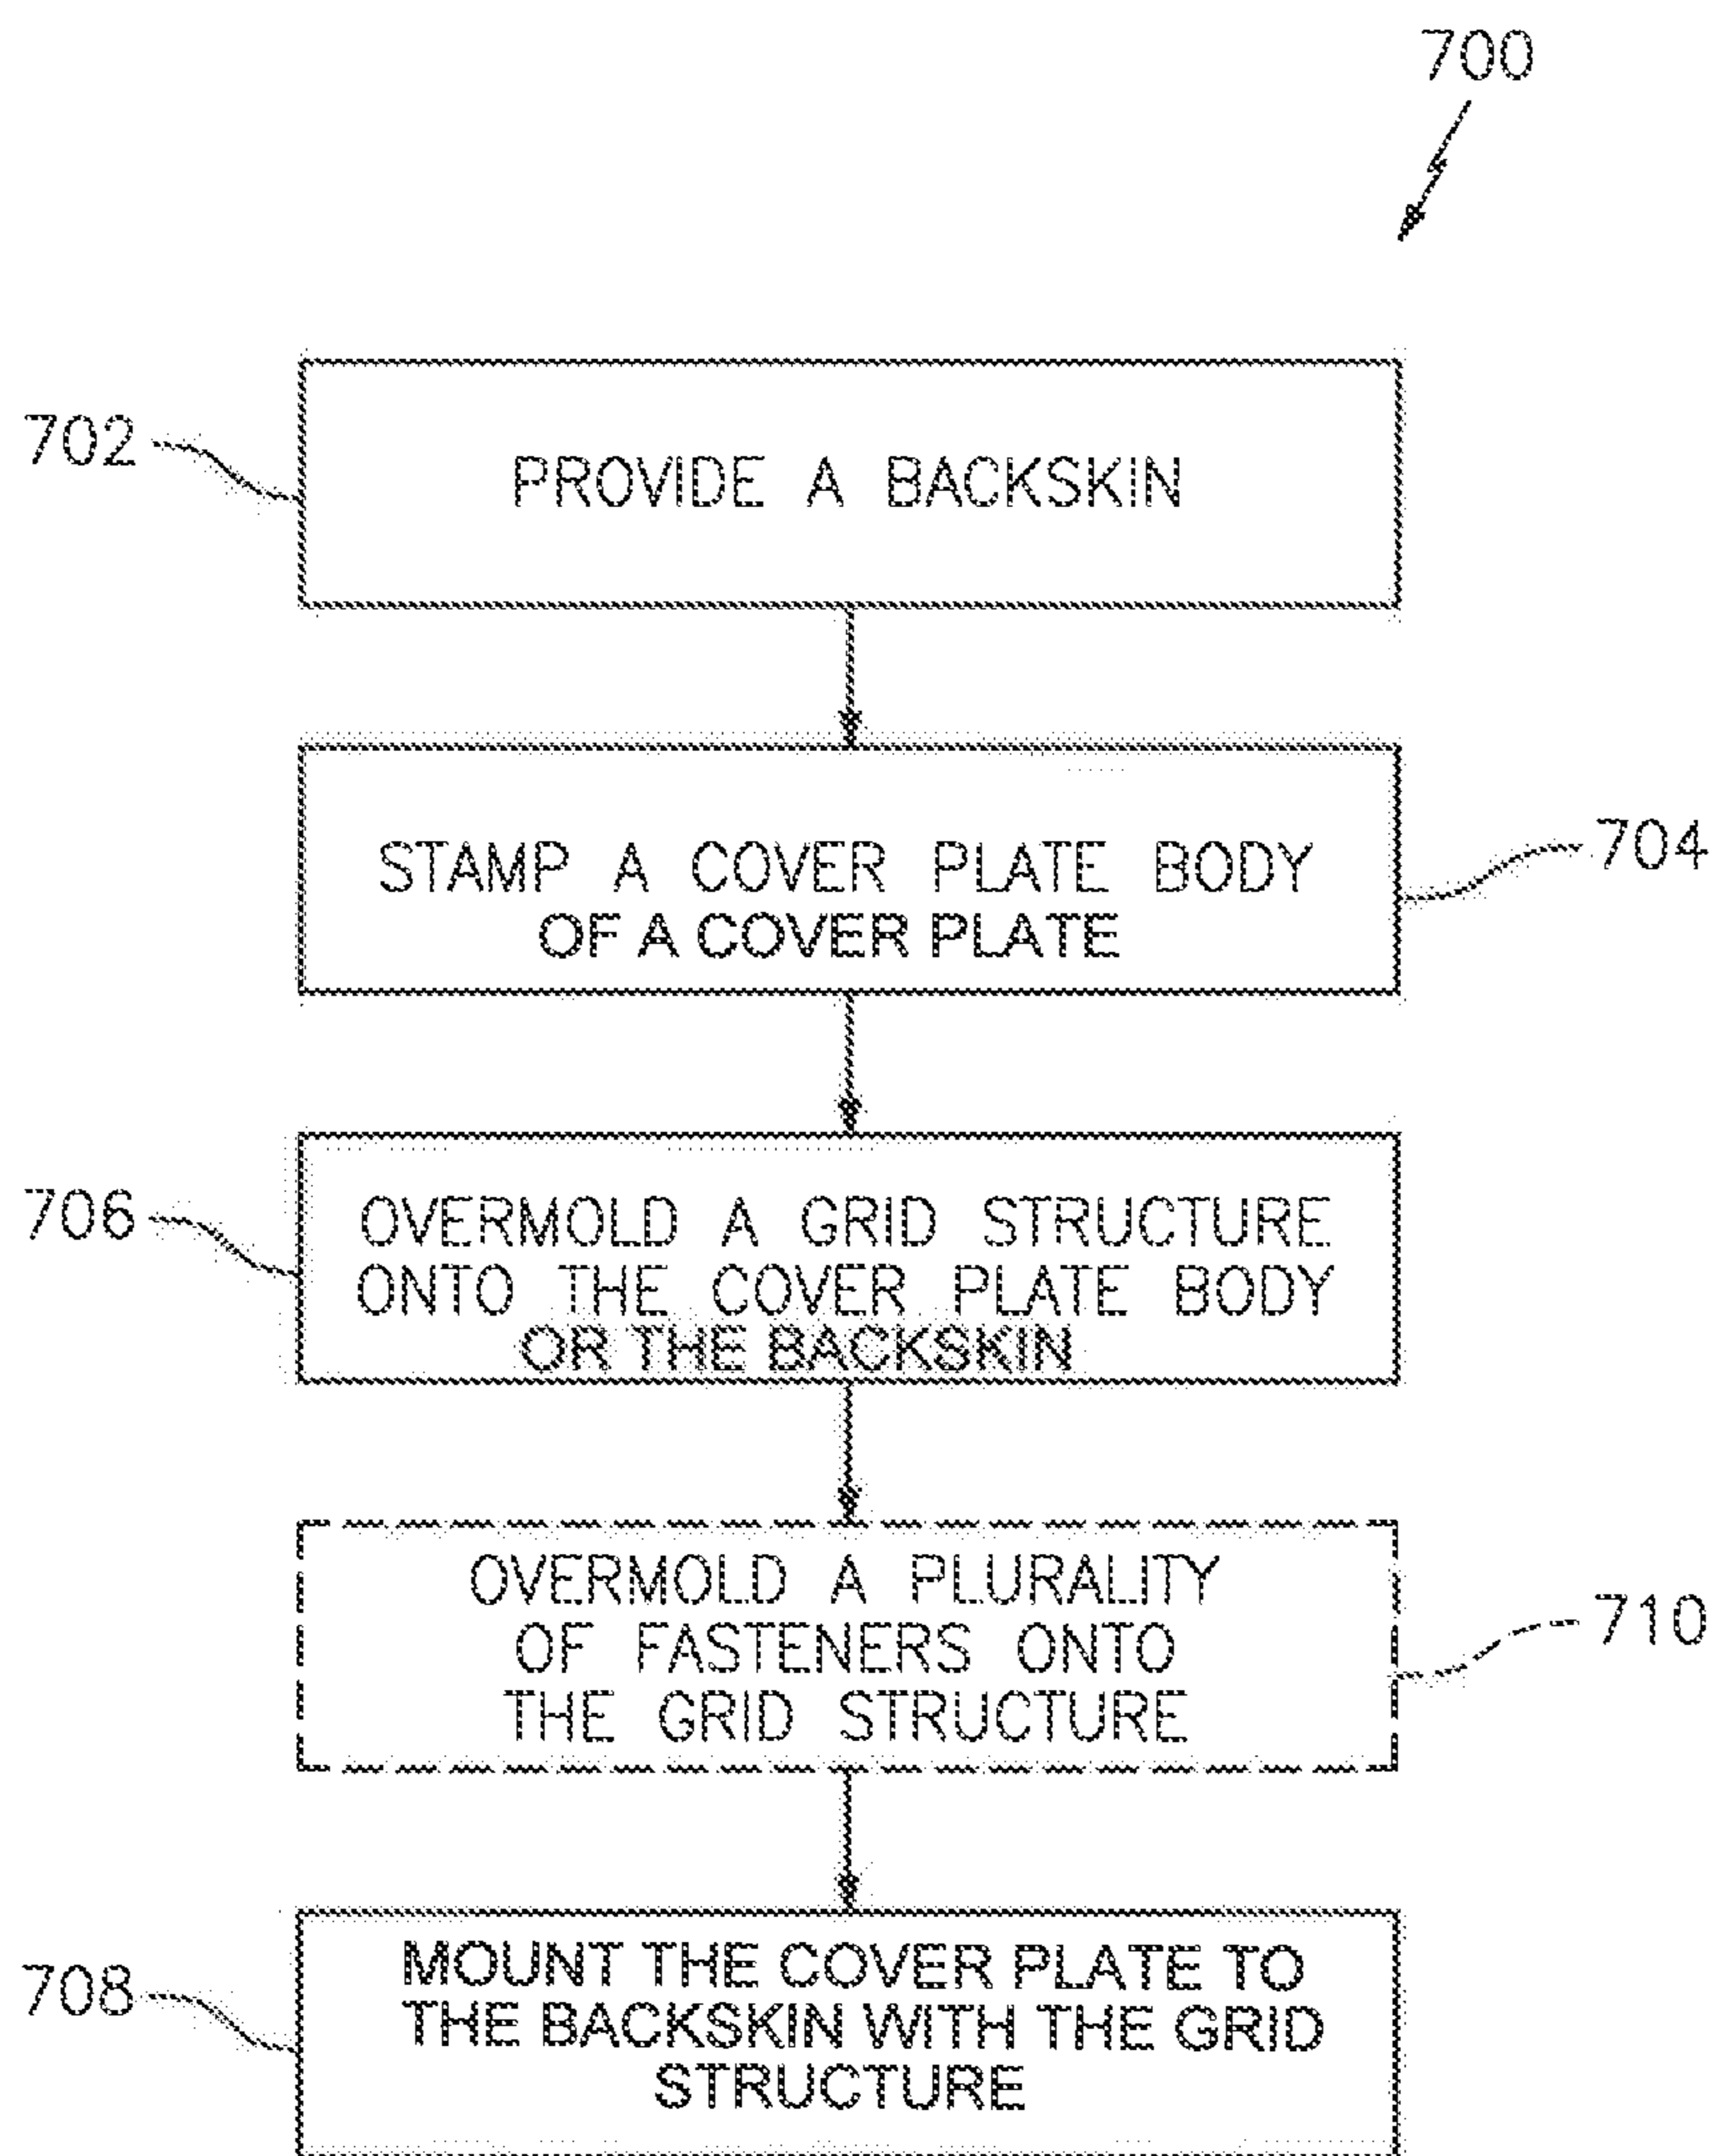 700
702
PROVIDE A BACKSKIN
STAMP A COVER PLATE BODY
OF A COVER PLATE
704
706
OVERMOLD A GRID STRUCTURE
ONTO THE COVER PLATE BODY
OR THE BACKSKIN
OVERMOLD A PLURALITY
OF FASTENERS ONTO
THE GRID STRUCTURE
710
708
MOUNT THE COVER PLATE TO
THE BACKSKIN WITH THE GRID
STRUCTURE